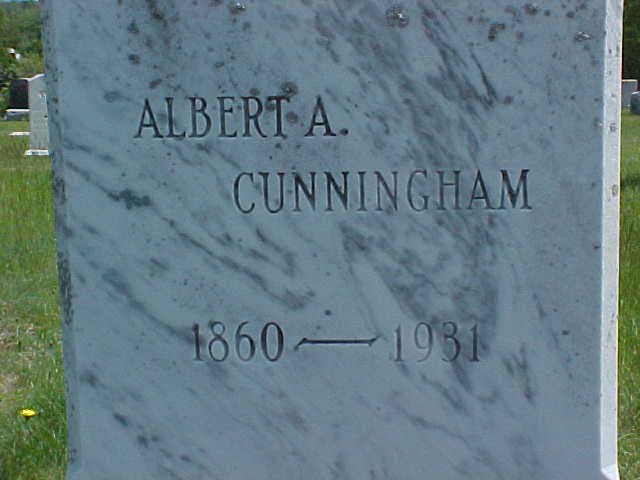 ALBERT A.
CUNNINGHAM
1860 — 1931